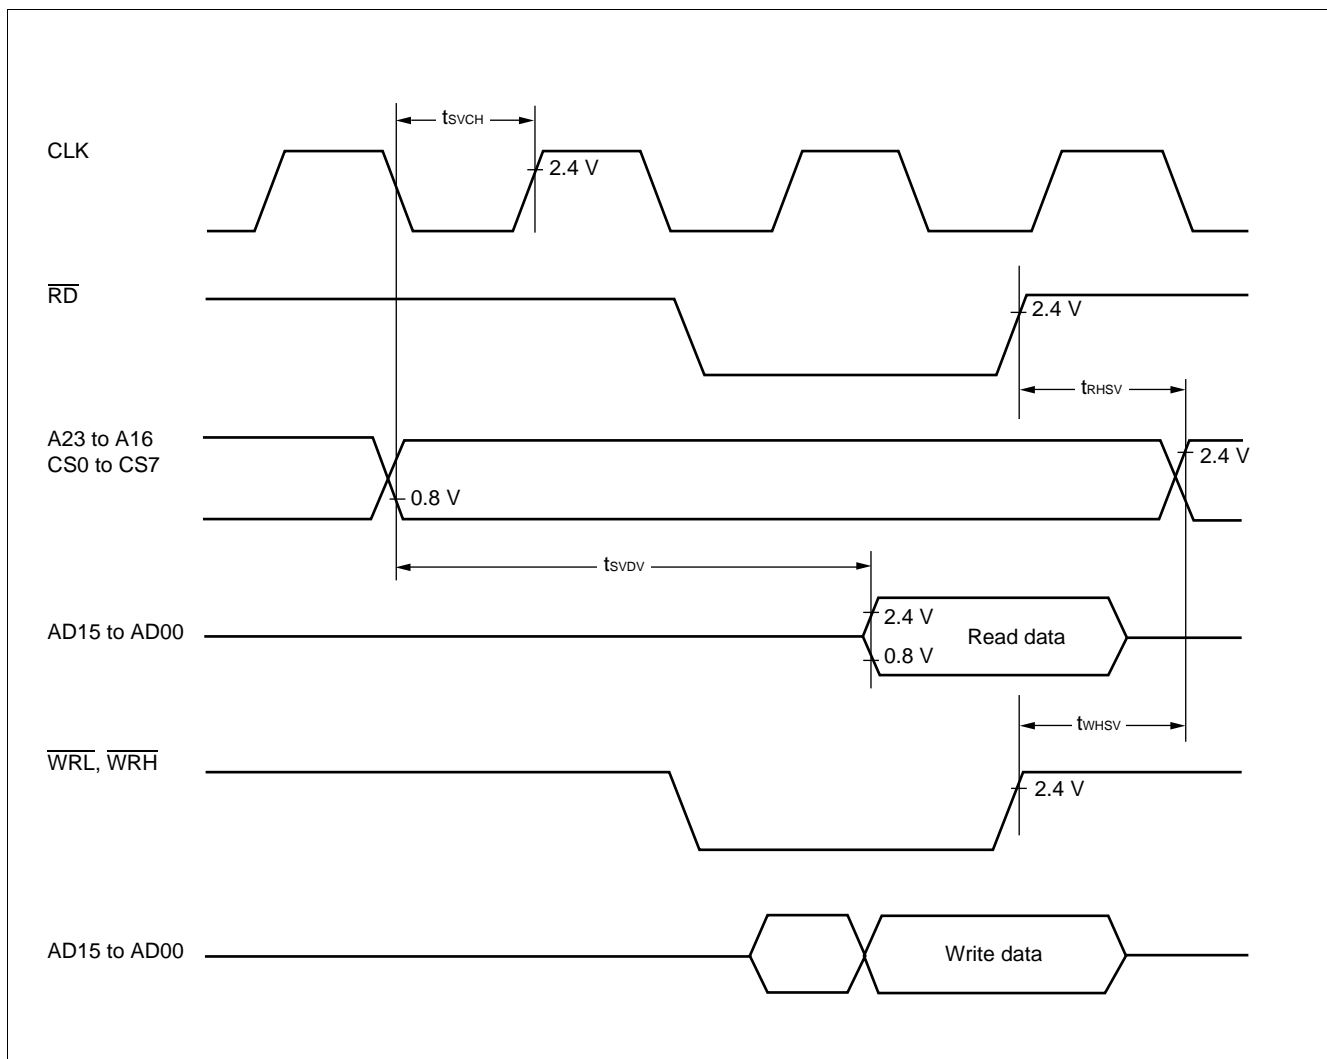 tSVCH
CLK
2.4 V
RD
2.4 V
tRHSV
A23 to A16
CS0 to CS7
2.4 V
0.8 V
tSVDV
AD15 to AD00
2.4 V
Read data
0.8 V
tWHSV
WRL, WRH
2.4 V
AD15 to AD00
Write data